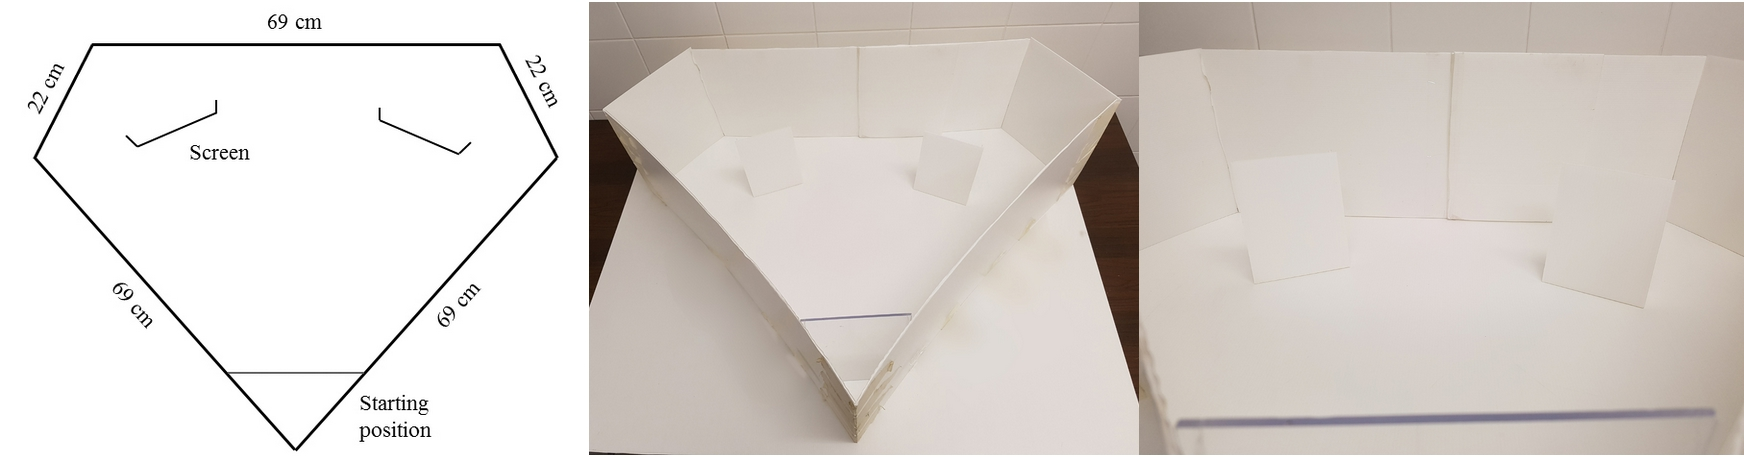 69 cm
22 cm
22 cm
Screen
69 cm
69 cm
Starting
position